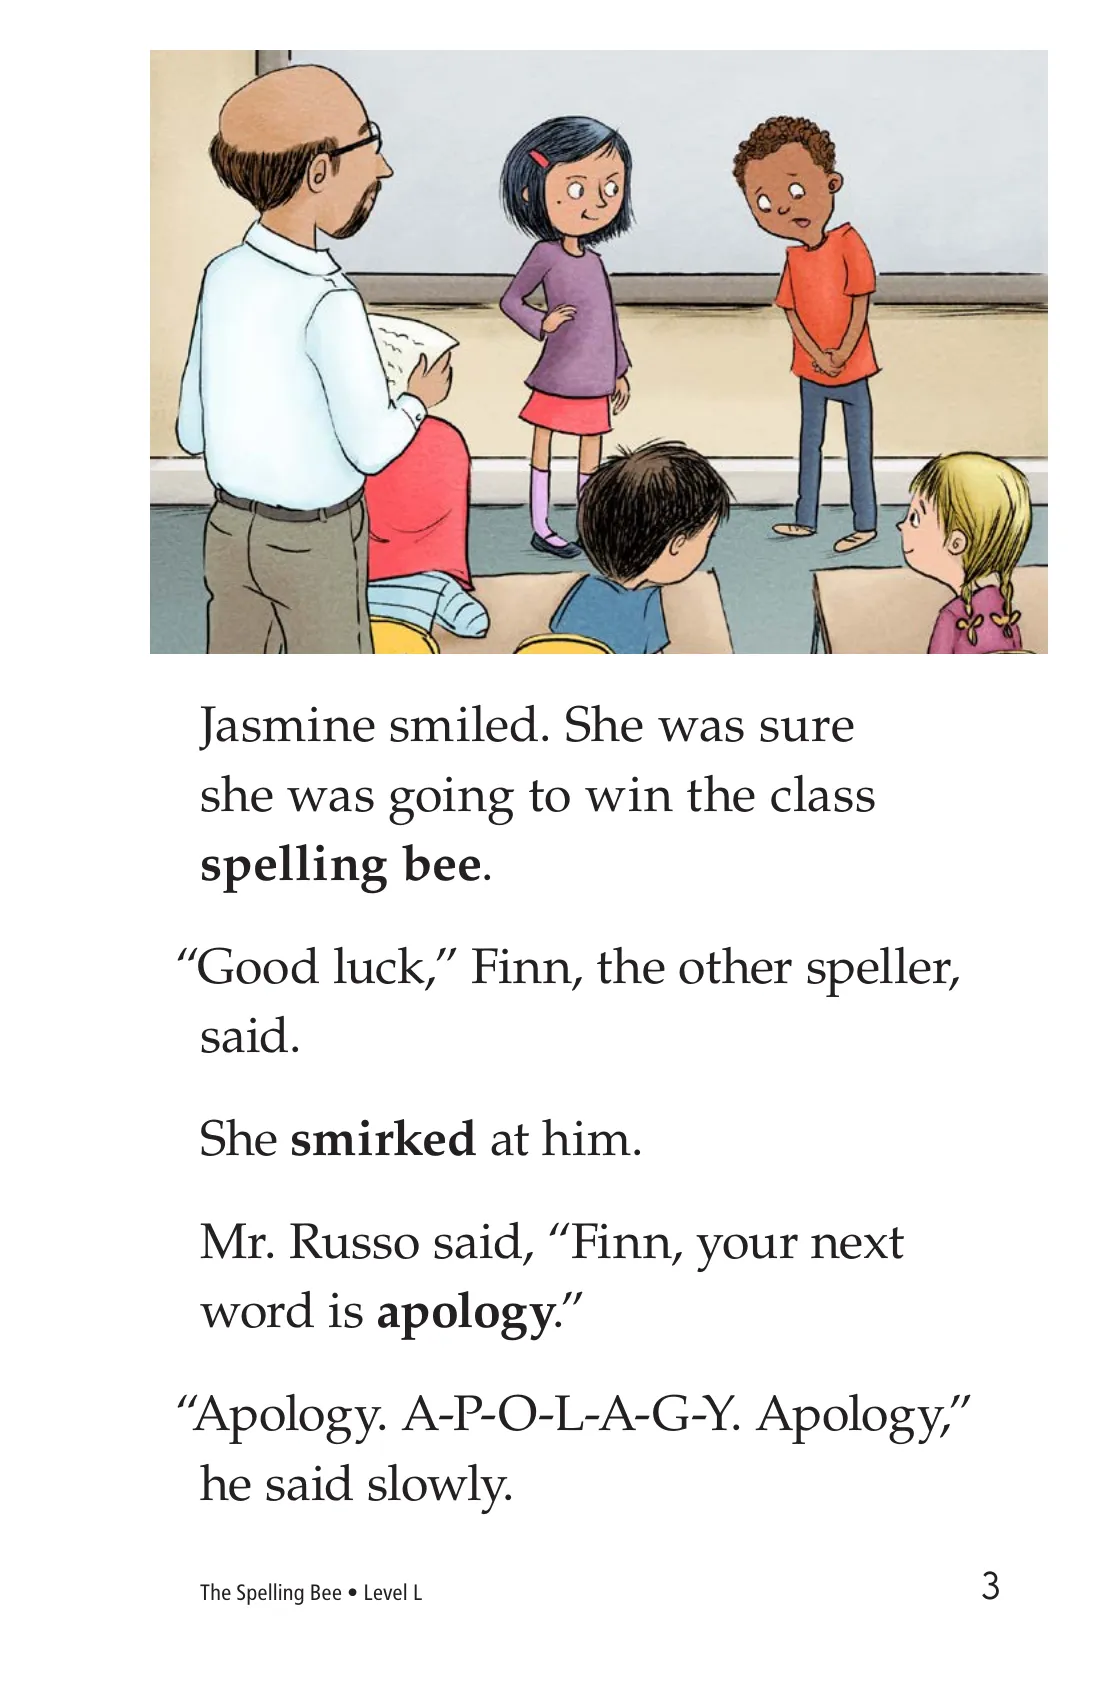 Jasmine smiled. She was sure
she was going to win the class
spelling bee.
“Good luck,” Finn, the other speller,
said.
She smirked at him.
Mr. Russo said, “Finn, your next
word is apology.”
“Apology. A-P-O-L-A-G-Y. Apology,”
he said slowly.
The Spelling Bee • Level L
3